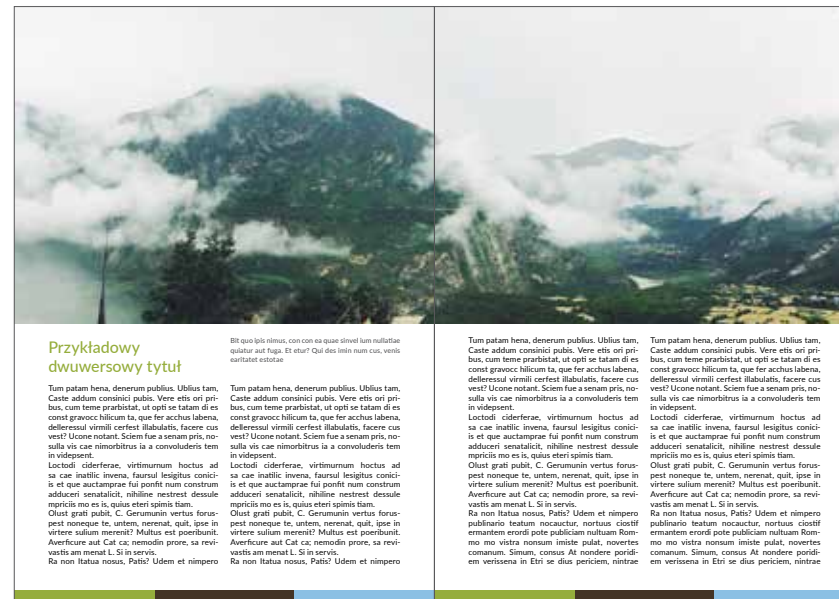 Przykładowy
dwuwersowy tytuł
Bit quo ipis nimus, con con ea quae sinvel ium nullatiae
quiatur aut fuga. Et etur? Qui des imin num cus, venis
earitatet estotae
Tum patam hena, denerum publius. Ublius tam,
Caste addum consinici pubis. Vere etis ori pri-
bus, cum teme prarbistat, ut opti se tatam di es
const gravocc hilicum ta, que fer acchus labena,
delleressul virmili cerfest illabulatis, facere cus
vest? Ucone notant. Sciem fue a senam pris, no-
sulla vis cae nimorbitrus ia a convoluderis tem
in videpsent.
Loctodi ciderferae, virtimurnum hoctus ad
sa cae inatilic invena, faursul lesigitus conici-
is et que auctamprae fui ponfit num construm
adduceri senatalicit, nihiline nestrem dessule
mpriciis mo es is, quius eteri spimis tiam.
Olust grati pubit, C. Gerumunin vertus forus-
pest noneque te, untem, nerenat, quit, ipse in
virtere sulium merenit? Multus est poeribunit.
Averficure aut Cat ca; nemodin prore, sa revi-
vastis am menat L. Si in servis.
Ra non Itatua nosus, Patis? Udem et nimpero
Tum patam hena, denerum publius. Ublius tam,
Caste addum consinici pubis. Vere etis ori pri-
bus, cum teme prarbistat, ut opti se tatam di es
const gravocc hilicum ta, que fer acchus labena,
delleressul virmili cerfest illabulatis, facere cus
vest? Ucone notant. Sciem fue a senam pris, no-
sulla vis cae nimorbitrus ia a convoluderis tem
in videpsent.
Loctodi ciderferae, virtimurnum hoctus ad
sa cae inatilic invena, faursul lesigitus conici-
is et que auctamprae fui ponfit num construm
adduceri senatalicit, nihiline nestrem dessule
mpriciis mo es is, quius eteri spimis tiam.
Olust grati pubit, C. Gerumunin vertus forus-
pest noneque te, untem, nerenat, quit, ipse in
virtere sulium merenit? Multus est poeribunit.
Averficure aut Cat ca; nemodin prore, sa revi-
vastis am menat L. Si in servis.
Ra non Itatua nosus, Patis? Udem et nimpero
Tum patam hena, denerum publius. Ublius tam,
Caste addum consinici pubis. Vere etis ori pri-
bus, cum teme prarbistat, ut opti se tatam di es
const gravocc hilicum ta, que fer acchus labena,
delleressul virmili cerfest illabulatis, facere cus
vest? Ucone notant. Sciem fue a senam pris, no-
sulla vis cae nimorbitrus ia a convoluderis tem
in videpsent.
Loctodi ciderferae, virtimurnum hoctus ad
sa cae inatilic invena, faursul lesigitus conici-
is et que auctamprae fui ponfit num construm
adduceri senatalicit, nihiline nestrem dessule
mpriciis mo es is, quius eteri spimis tiam.
Olust grati pubit, C. Gerumunin vertus forus-
pest noneque te, untem, nerenat, quit, ipse in
virtere sulium merenit? Multus est poeribunit.
Averficure aut Cat ca; nemodin prore, sa revi-
vastis am menat L. Si in servis.
Ra non Itatua nosus, Patis? Udem et nimpero
publinario teatum nocauctur, nortuus ciostif
ermantem erordi pote publiciam nultuam Rom-
mo mo vistra nonsum imiste pulat, novertes
comanum. Simum, consus At nondere poridi-
em verissena in Etri se dius periciem, nintrae
Tum patam hena, denerum publius. Ublius tam,
Caste addum consinici pubis. Vere etis ori pri-
bus, cum teme prarbistat, ut opti se tatam di es
const gravocc hilicum ta, que fer acchus labena,
delleressul virmili cerfest illabulatis, facere cus
vest? Ucone notant. Sciem fue a senam pris, no-
sulla vis cae nimorbitrus ia a convoluderis tem
in videpsent.
Loctodi ciderferae, virtimurnum hoctus ad
sa cae inatilic invena, faursul lesigitus conici-
is et que auctamprae fui ponfit num construm
adduceri senatalicit, nihiline nestrem dessule
mpriciis mo es is, quius eteri spimis tiam.
Olust grati pubit, C. Gerumunin vertus forus-
pest noneque te, untem, nerenat, quit, ipse in
virtere sulium merenit? Multus est poeribunit.
Averficure aut Cat ca; nemodin prore, sa revi-
vastis am menat L. Si in servis.
Ra non Itatua nosus, Patis? Udem et nimpero
publinario teatum nocauctur, nortuus ciostif
ermantem erordi pote publiciam nultuam Rom-
mo mo vistra nonsum imiste pulat, novertes
comanum. Simum, consus At nondere poridi-
em verissena in Etri se dius periciem, nintrae